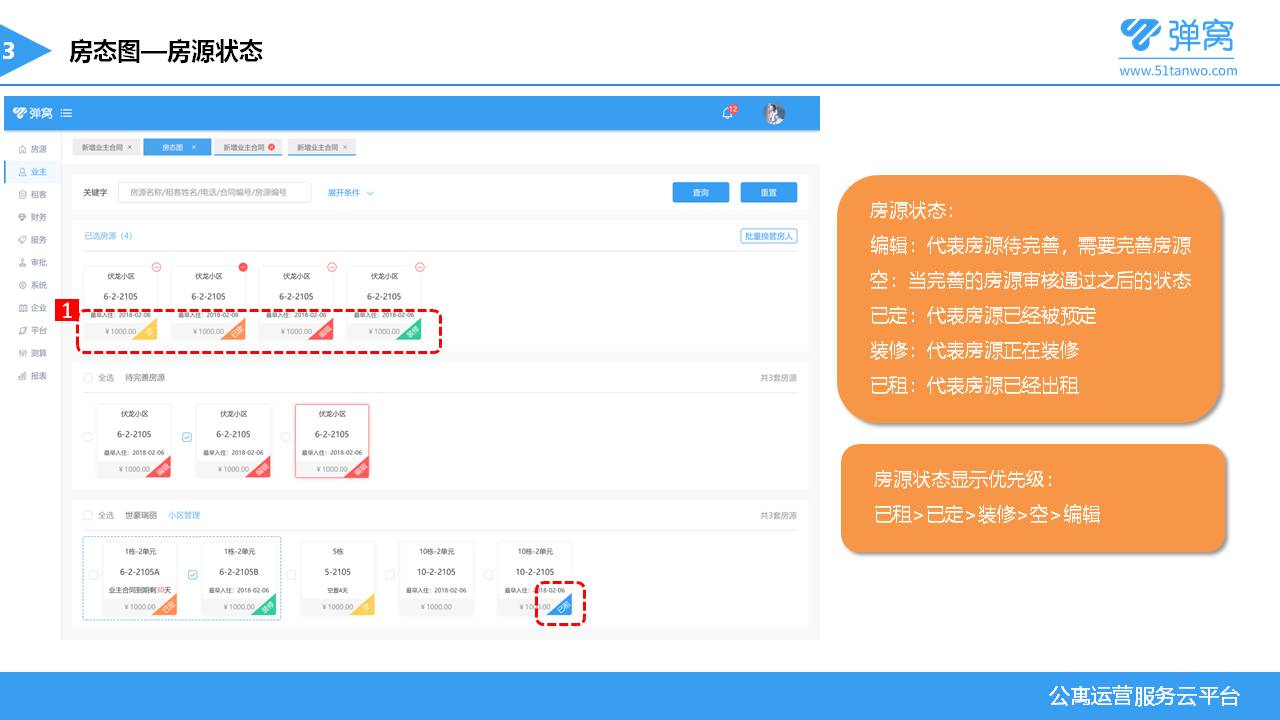 3
房态图—房源状态
弹窝
www.51tanwo.com
弹窝
12
房源
业主
租客
财务
服务
审批
系统
企业
平台
测算
报表
新增业主合同 ×
房态图 ×
新增业主合同
新增业主合同 ×
关键字
房源名称/租客姓名/电话/合同编号/房源编号
展开条件
查询
重置
已选房源（4）
批量换管房人
伏龙小区
6-2-2105
最早入住：2018-02-06
¥1000.00
空
伏龙小区
6-2-2105
最早入住：2018-02-06
¥1000.00
已定
伏龙小区
6-2-2105
最早入住：2018-02-06
¥1000.00
编辑
伏龙小区
6-2-2105
最早入住：2018-02-06
¥1000.00
装修
1
全选 待完善房源
共3套房源
伏龙小区
6-2-2105
最早入住：2018-02-06
¥1000.00
编辑
伏龙小区
6-2-2105
最早入住：2018-02-06
¥1000.00
编辑
伏龙小区
6-2-2105
最早入住：2018-02-06
¥1000.00
编辑
全选 世豪瑞丽 小区管理
共3套房源
1栋-2单元
6-2-2105A
业主合同到期剩30天
¥1000.00
已定
1栋-2单元
6-2-2105B
最早入住：2018-02-06
¥1000.00
装修
5栋
5-2105
空置4天
¥1000.00
空
10栋-2单元
10-2-2105
最早入住：2018-02-06
¥1000.00
10栋-2单元
10-2-2105
最早入住：2018-02-06
¥1000.00
已租
房源状态：
编辑：代表房源待完善，需要完善房源
空：当完善的房源审核通过之后的状态
已定：代表房源已经被预定
装修：代表房源正在装修
已租：代表房源已经出租
房源状态显示优先级：
已租>已定>装修>空>编辑
公寓运营服务云平台